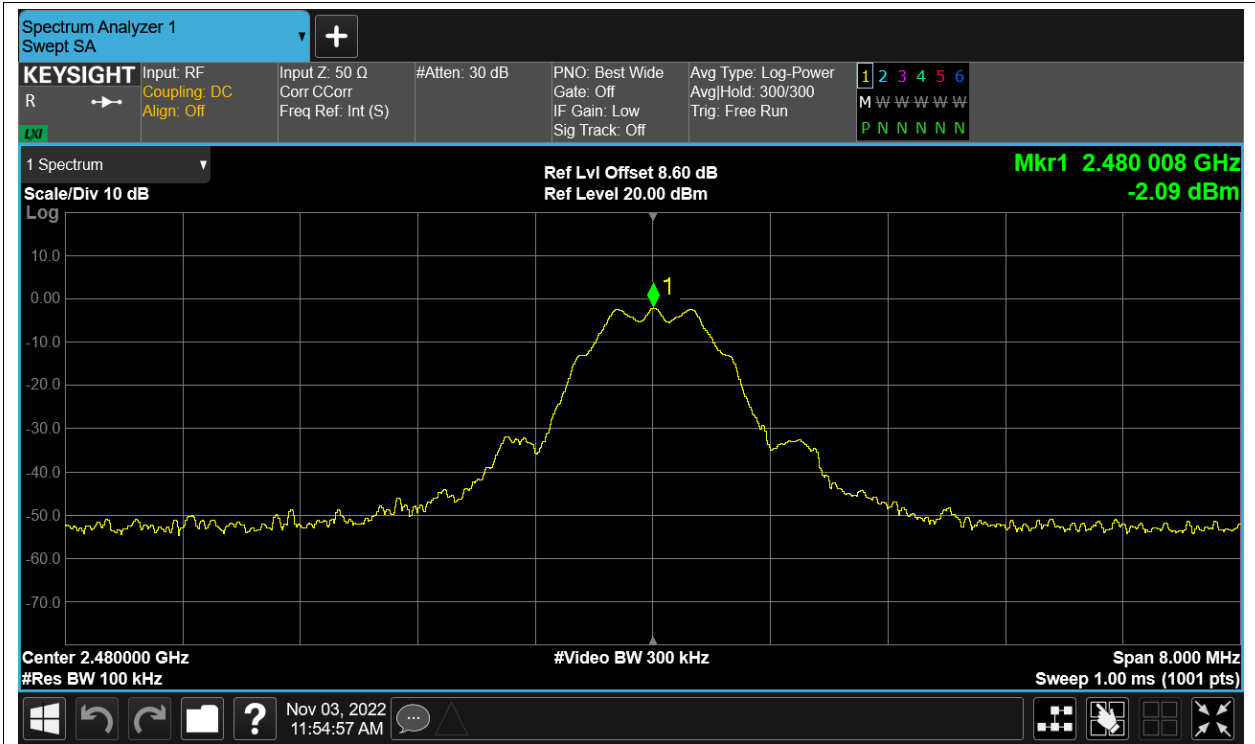 Spectrum Analyzer 1
Swept SA
KEYSIGHT
R
LXI
Input: RF
Coupling: DC
Align: Off
Input Z: 50 Ω
Corr CCorr
Freq Ref: Int (S)
#Atten: 30 dB
PNO: Best Wide
Gate: Off
IF Gain: Low
Sig Track: Off
Avg Type: Log-Power
Avg|Hold: 300/300
Trig: Free Run
1 2 3 4 5 6
M W W W W W
P N N N N N
1 Spectrum
Scale/Div 10 dB
Ref Lvl Offset 8.60 dB
Ref Level 20.00 dBm
Mkr1 2.480 008 GHz
-2.09 dBm
Log
10.0
0.00
-10.0
-20.0
-30.0
-40.0
-50.0
-60.0
-70.0
1
Center 2.480000 GHz
#Res BW 100 kHz
#Video BW 300 kHz
Span 8.000 MHz
Sweep 1.00 ms (1001 pts)
?
Nov 03, 2022
11:54:57 AM